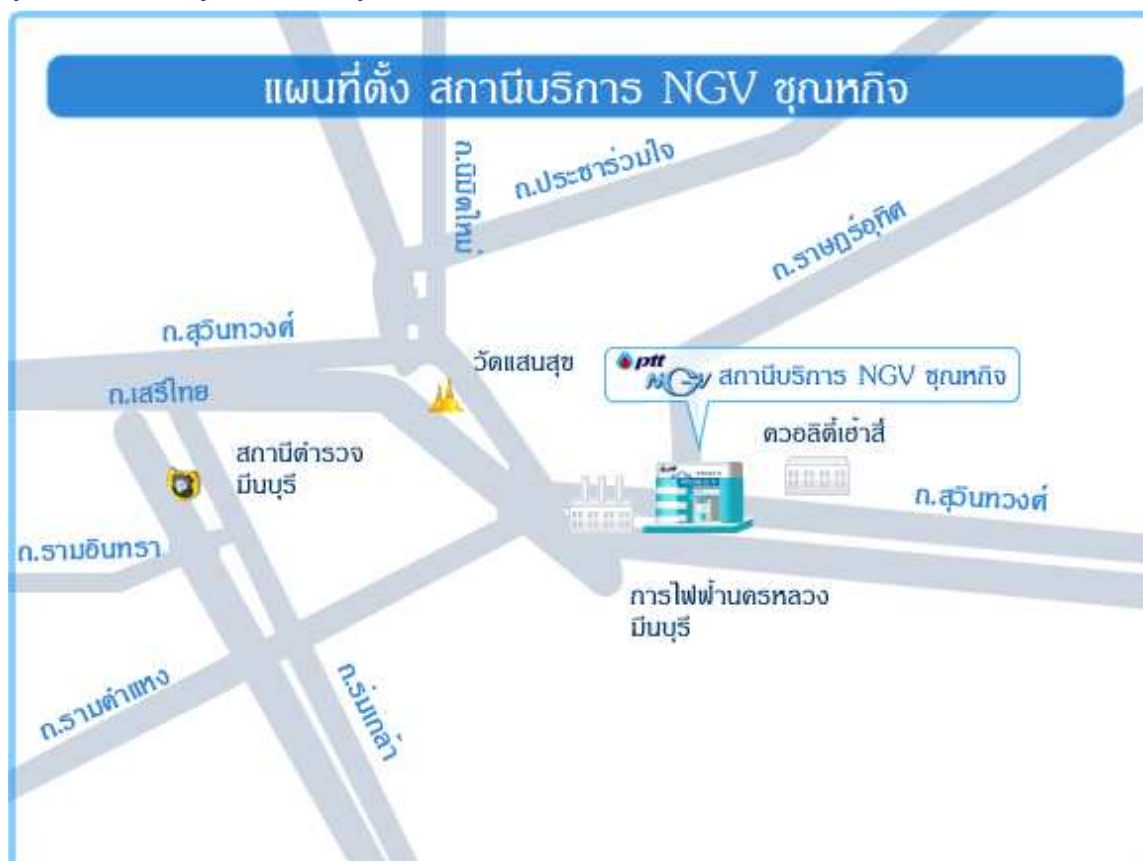 แผนที่ตั้ง สถานีบริการ NGV ชุณหกิจ
ถ.นิมิตใหม่
ถ.ประชาร่วมใจ
ถ.ราษฎร์อุทิศ
ถ.สุวินทวงศ์
วัดแสนสุข
ptt
NGV สถานีบริการ NGV ชุณหกิจ
ถ.เสรีไทย
สถานีตำรวจ
มีนบุรี
ควอลิตี้เฮ้าส์
ถ.สุวินทวงศ์
ถ.รามอินทรา
การไฟฟ้านครหลวง
มีนบุรี
ถ.รามคำแหง
ถ.ร่มเกล้า